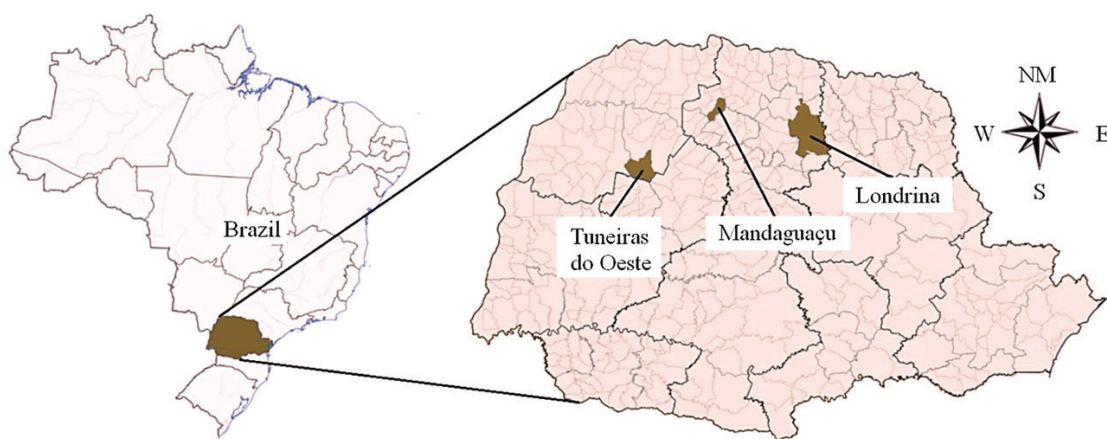 Brazil
Tuneiras
do Oeste
Mandaguaçu
Londrina
NM
W
E
S